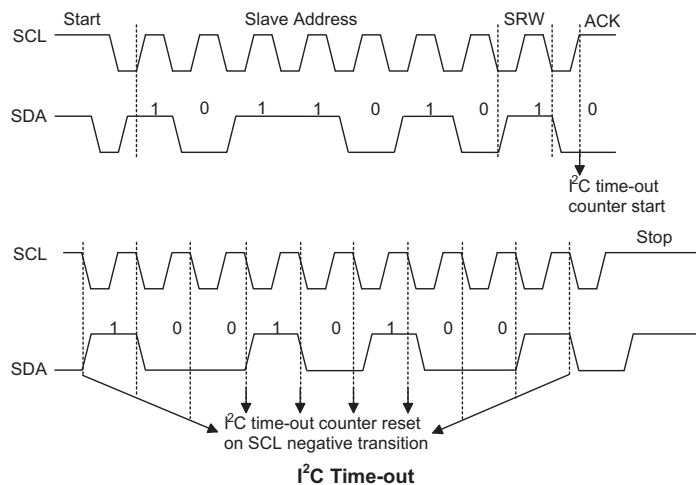 Start Slave Address SRW ACK
SCL
SDA 1 0 1 1 0 1 0 1 0
I²C time-out
counter start
Stop
SCL
1 0 0 1 0 1 0 0
SDA
I²C time-out counter reset
on SCL negative transition
I²C Time-out